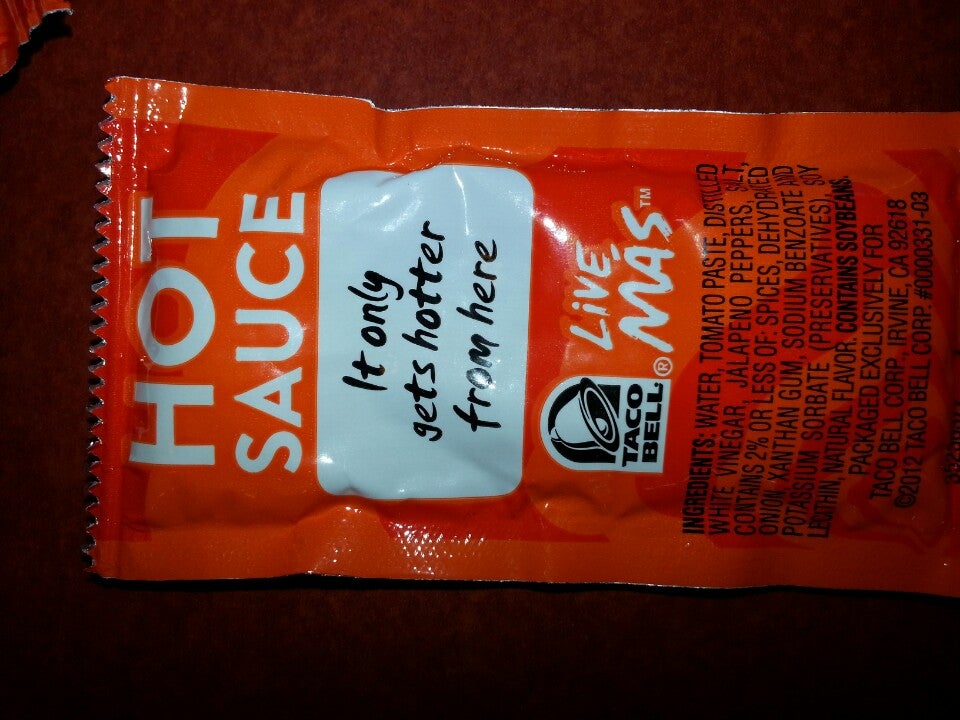 HOT
SAUCE
It only
gets hotter
from here
LIVE
MÁS™
TACO
BELL®
INGREDIENTS: WATER, TOMATO PASTE, DISTILLED
WHITE VINEGAR, JALAPENO PEPPERS, SALT,
CONTAINS 2% OR LESS OF: SPICES, DEHYDRATED
ONION, XANTHAN GUM, SODIUM BENZOATE AND
POTASSIUM SORBATE (PRESERVATIVES), SOY
LECITHIN, NATURAL FLAVOR. CONTAINS SOYBEANS.
PACKAGED EXCLUSIVELY FOR
TACO BELL CORP., IRVINE, CA 92618
©2012 TACO BELL CORP. #0000331-03